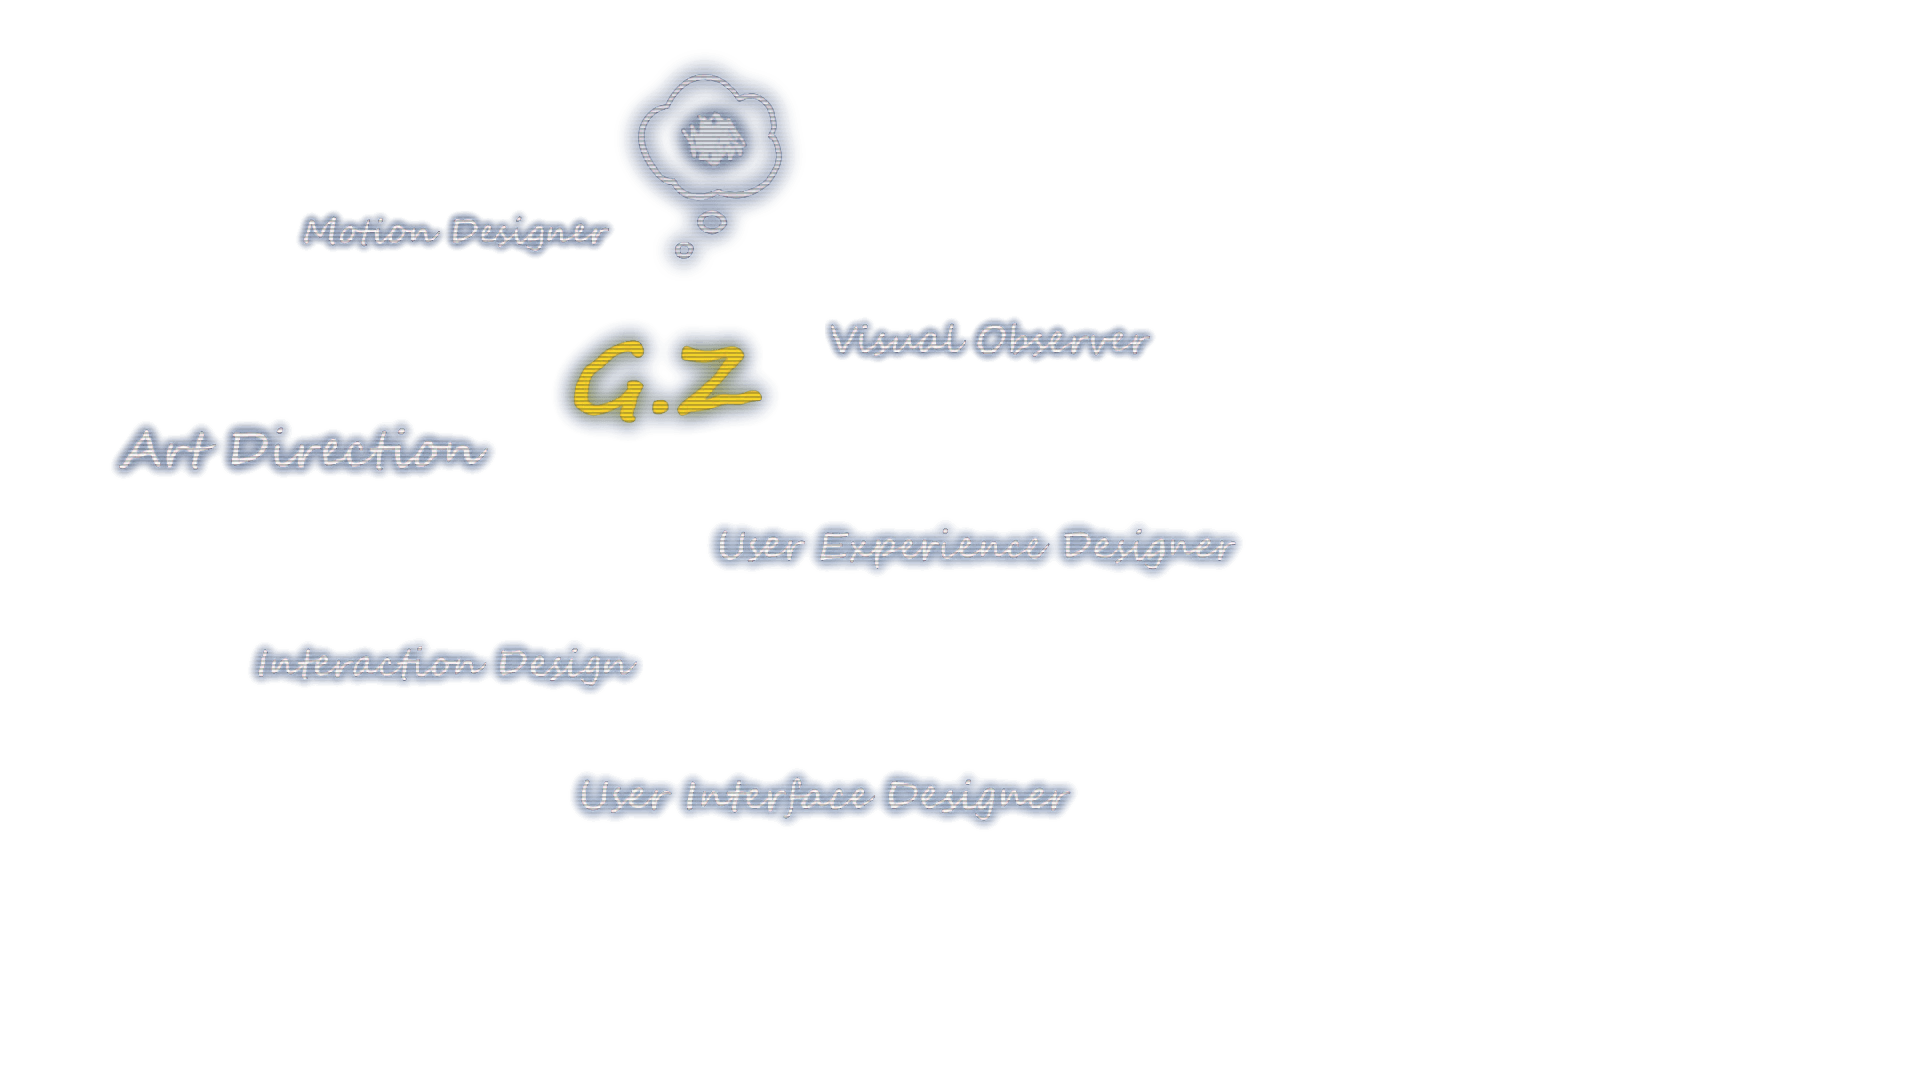 Motion Designer
Visual Observer
G.Z
Art Direction
User Experience Designer
Interaction Design
User Interface Designer